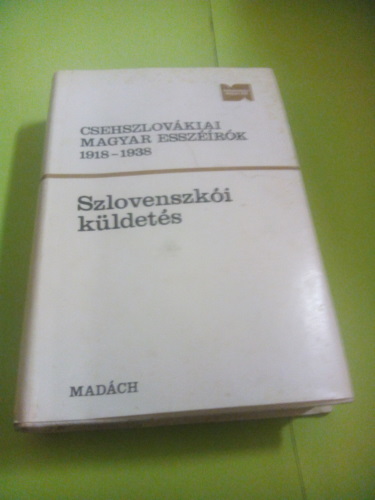 CSEHSZLOVÁKIAI
MAGYAR ESSZÉÍRÓK
1918-1938
Szlovenszkói
küldetés
MADÁCH